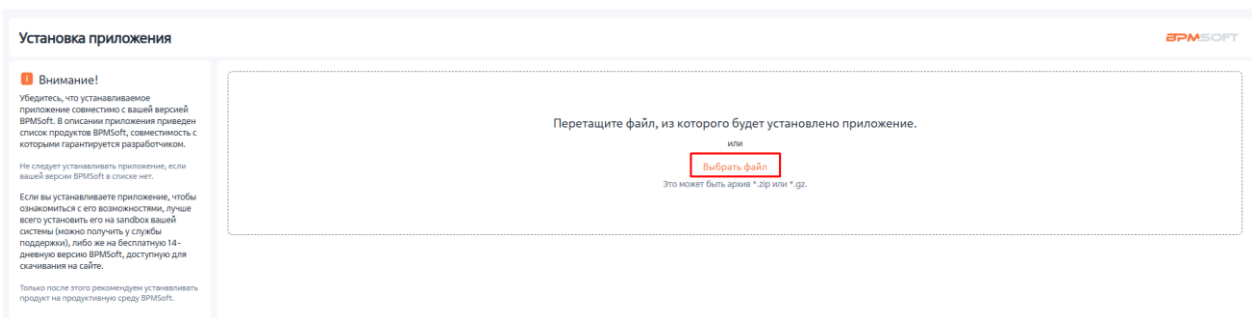 Установка приложения
BPMSOFT
Внимание!
Убедитесь, что устанавливаемое
приложение совместимо с вашей версией
BPMSoft. В описании приложения приведен
список продуктов BPMSoft, совместимость с
которыми гарантируется разработчиком.
Не следует устанавливать приложение, если
вашей версии BPMSoft в списке нет.
Если вы устанавливаете приложение, чтобы
ознакомиться с его возможностями, лучше
всего установить его на sandbox вашей
системы (можно получить у службы
поддержки), либо же на бесплатную 14-
дневную версию BPMSoft, доступную для
скачивания на сайте.
Только после этого рекомендуем устанавливать
продукт на продуктивную среду BPMSoft.
Перетащите файл, из которого будет установлено приложение.
или
Выбрать файл
Это может быть архив *.zip или *.gz.